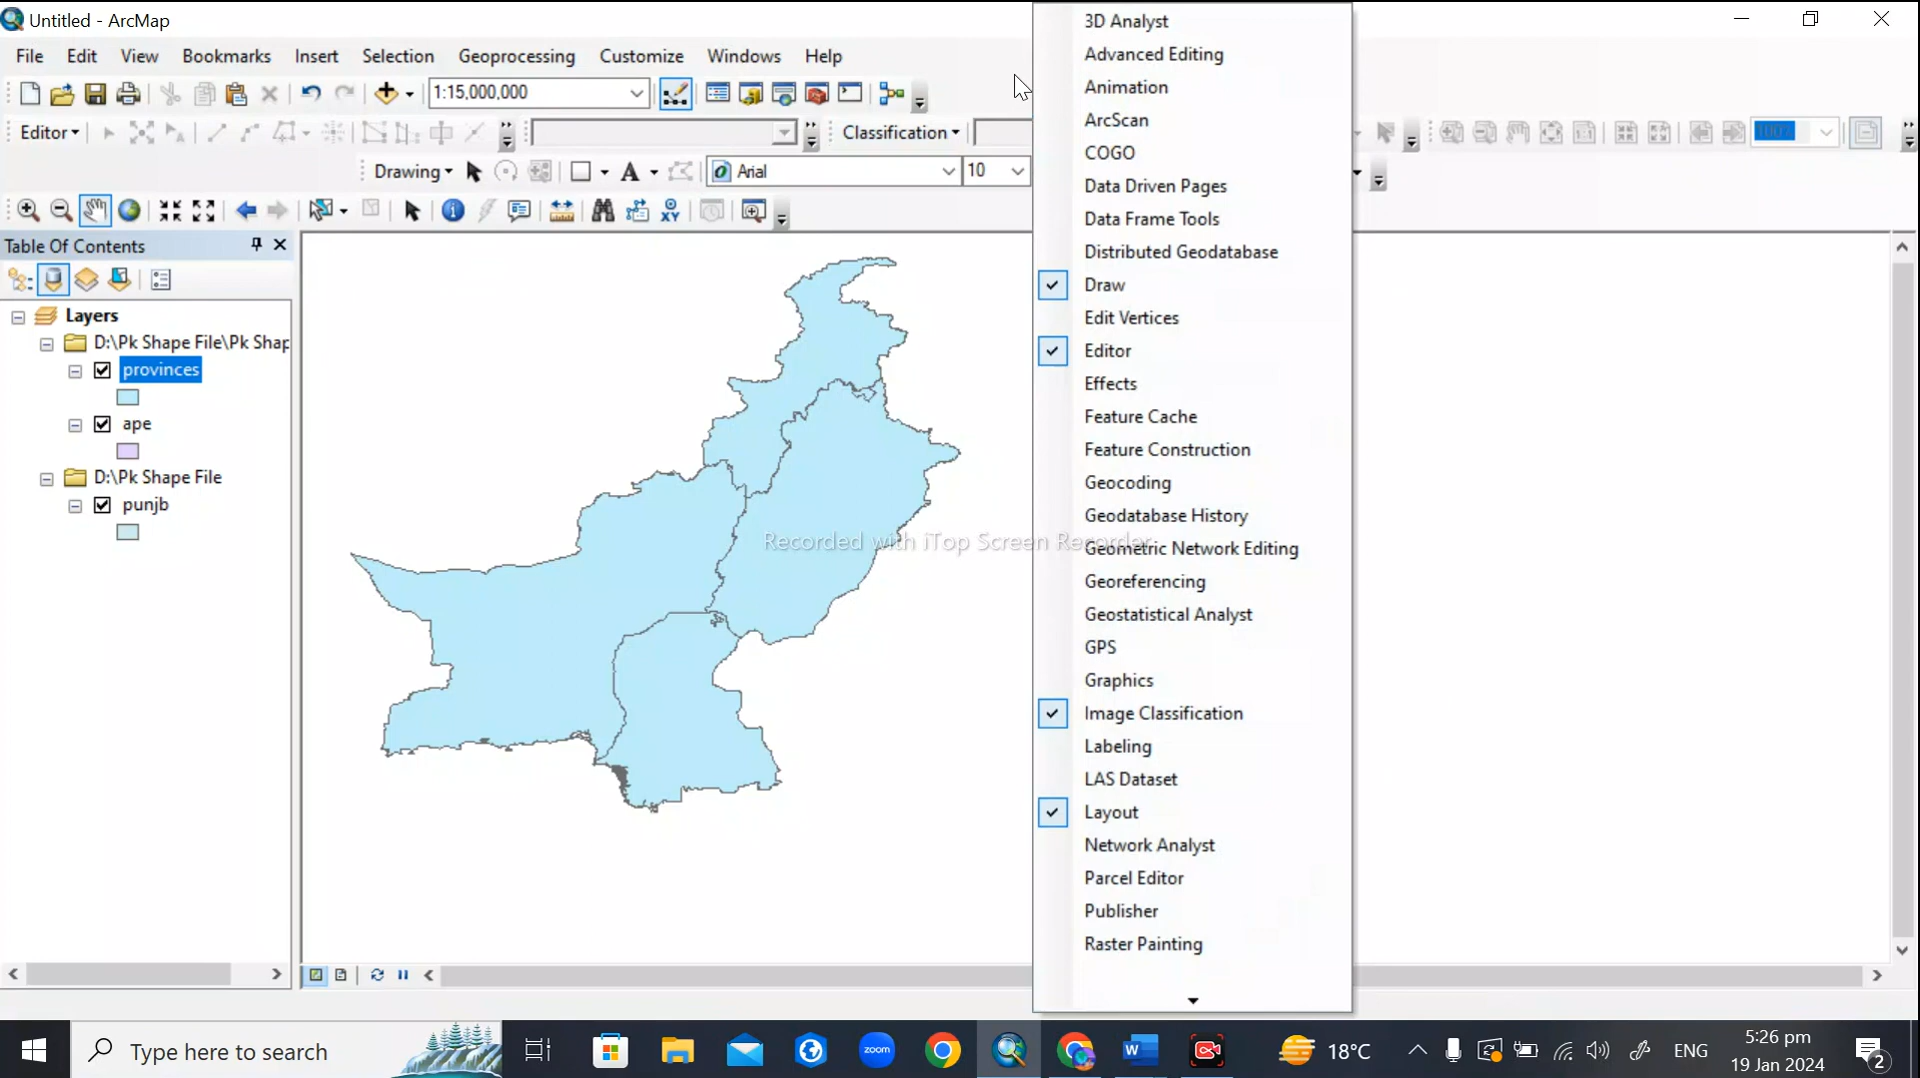 Untitled - ArcMap
File Edit View Bookmarks Insert Selection Geoprocessing Customize Windows Help
1:15,000,000
Editor
Classification
100%
Drawing
Arial
10
XY
Table Of Contents
Layers
D:\Pk Shape File\Pk Shap
provinces
ape
D:\Pk Shape File
punjb
3D Analyst
Advanced Editing
Animation
ArcScan
COGO
Data Driven Pages
Data Frame Tools
Distributed Geodatabase
Draw
Edit Vertices
Editor
Effects
Feature Cache
Feature Construction
Geocoding
Geodatabase History
Geometric Network Editing
Georeferencing
Geostatistical Analyst
GPS
Graphics
Image Classification
Labeling
LAS Dataset
Layout
Network Analyst
Parcel Editor
Publisher
Raster Painting
Recorded with iTop Screen Recorder
Type here to search
zoom
18°C
ENG
5:26 pm
19 Jan 2024
2